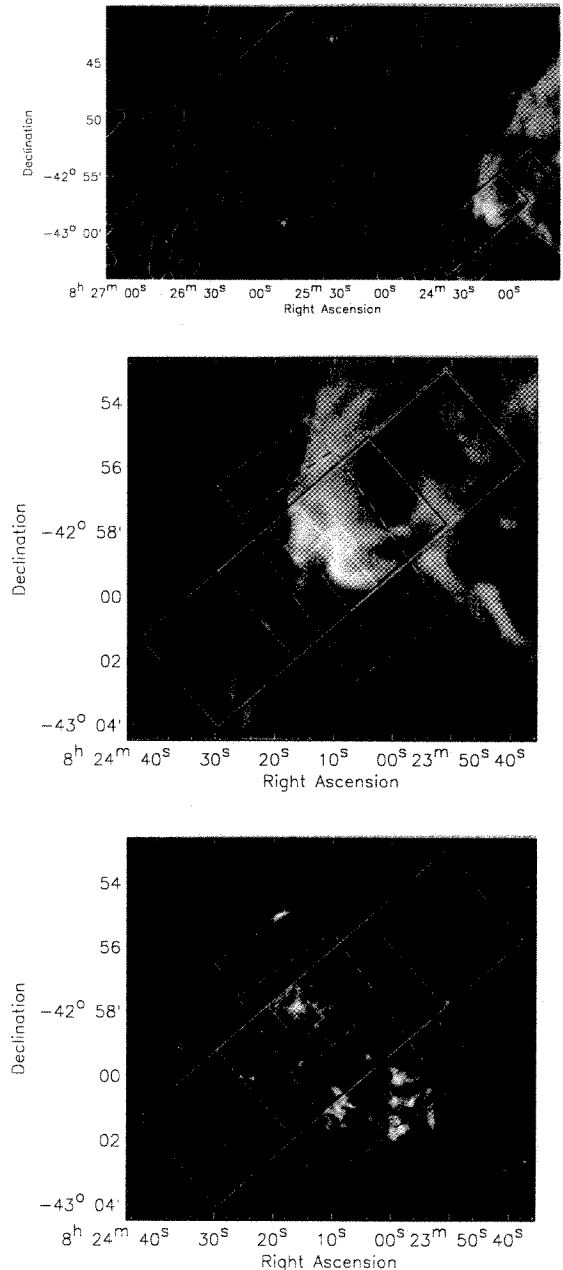 45
50
Declination
−42° 55'
−43° 00'
8ʰ 27ᵐ 00ˢ 26ᵐ 30ˢ 00ˢ 25ᵐ 30ˢ 00ˢ 24ᵐ 30ˢ 00ˢ
Right Ascension
54
56
Declination
−42° 58'
00
02
−43° 04'
8ʰ 24ᵐ 40ˢ 30ˢ 20ˢ 10ˢ 00ˢ 23ᵐ 50ˢ 40ˢ
Right Ascension
54
56
Declination
−42° 58'
00
02
−43° 04'
8ʰ 24ᵐ 40ˢ 30ˢ 20ˢ 10ˢ 00ˢ 23ᵐ 50ˢ 40ˢ
Right Ascension